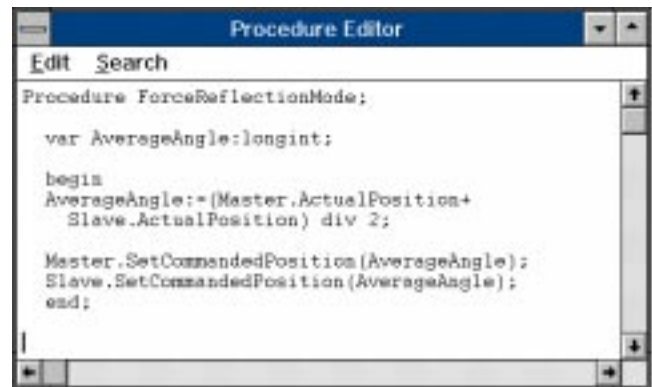 Procedure Editor
Edit Search
Procedure ForceReflectionMode;
var AverageAngle:longint;
begin
AverageAngle:=(Master.ActualPosition+
Slave.ActualPosition) div 2;
Master.SetCommandedPosition(AverageAngle);
Slave.SetCommandedPosition(AverageAngle);
end;